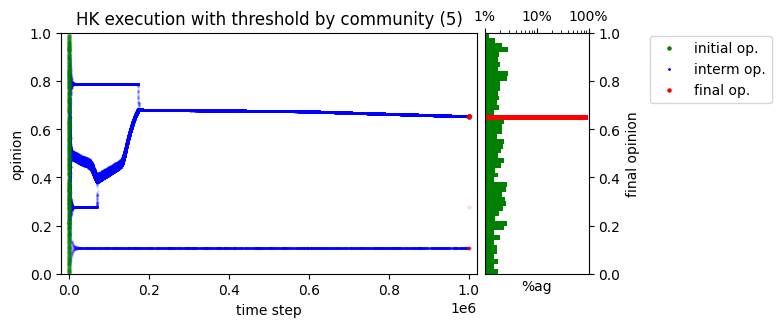 HK execution with threshold by community (5)
1% 10% 100%
initial op.
interm op.
final op.
opinion
1.0
0.8
0.6
0.4
0.2
0.0
0.0 0.2 0.4 0.6 0.8 1.0
1e6
time step
%ag
1.0
0.8
0.6
0.4
0.2
0.0
final opinion